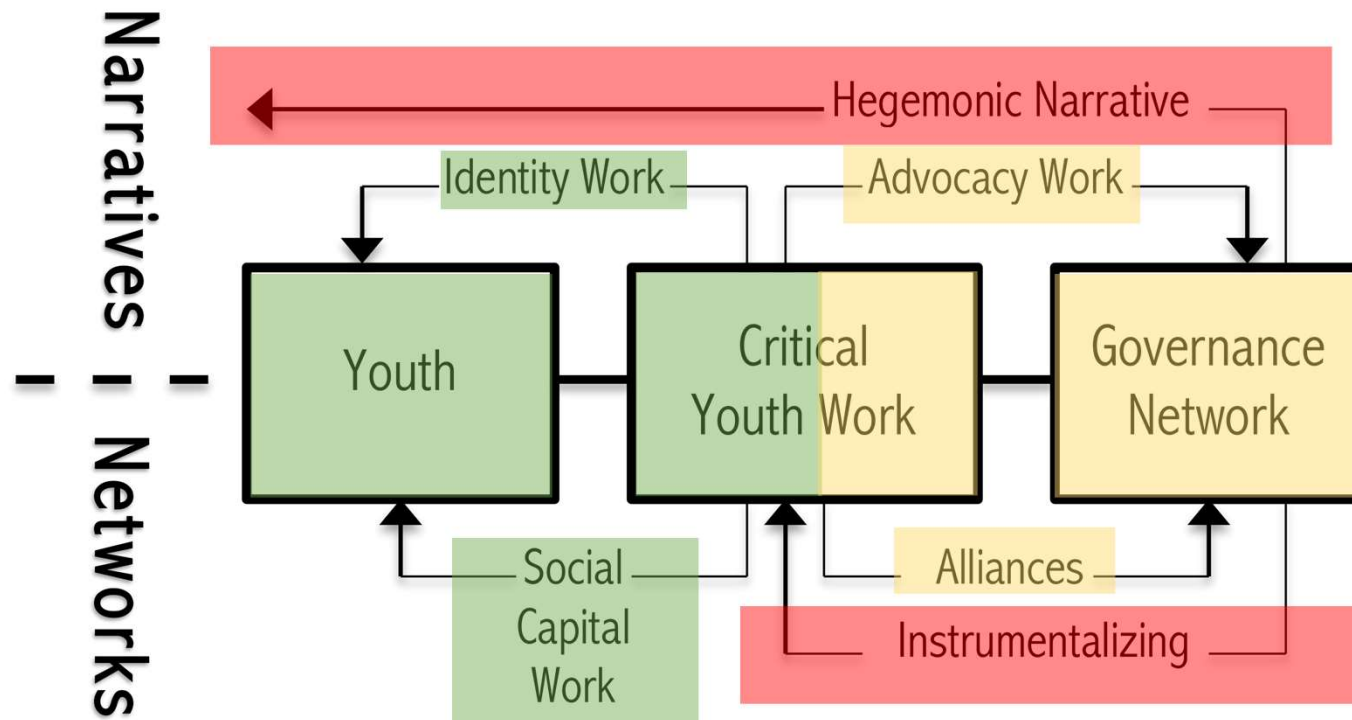 Narratives
Hegemonic Narrative
Identity Work
Advocacy Work
Youth
Critical
Youth Work
Governance
Network
Networks
Social
Capital
Work
Alliances
Instrumentalizing